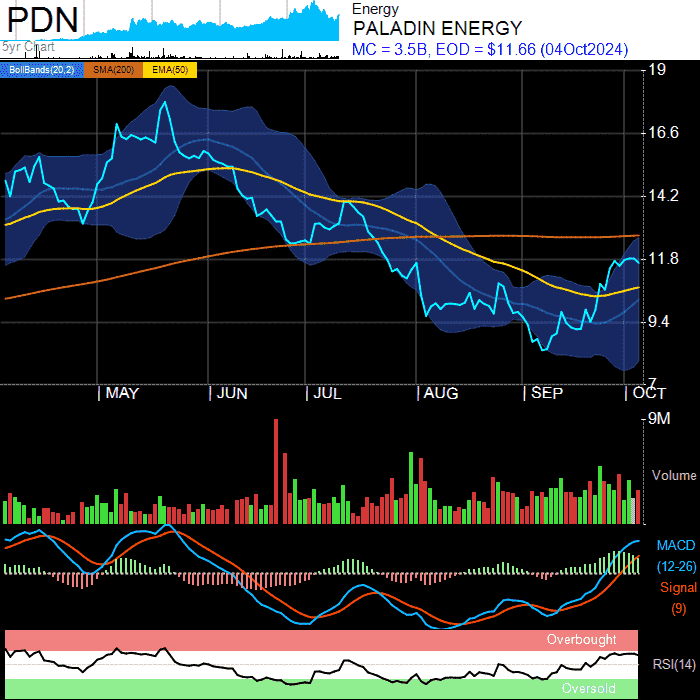 PDN
5yr Chart
Energy
PALADIN ENERGY
MC = 3.5B, EOD = $11.66 (04Oct2024)
BollBands(20,2) SMA(200) EMA(50)
19
16.6
14.2
11.8
9.4
7
MAY JUN JUL AUG SEP OCT
9M
Volume
MACD
(12-26)
Signal
(9)
Overbought
RSI(14)
Oversold